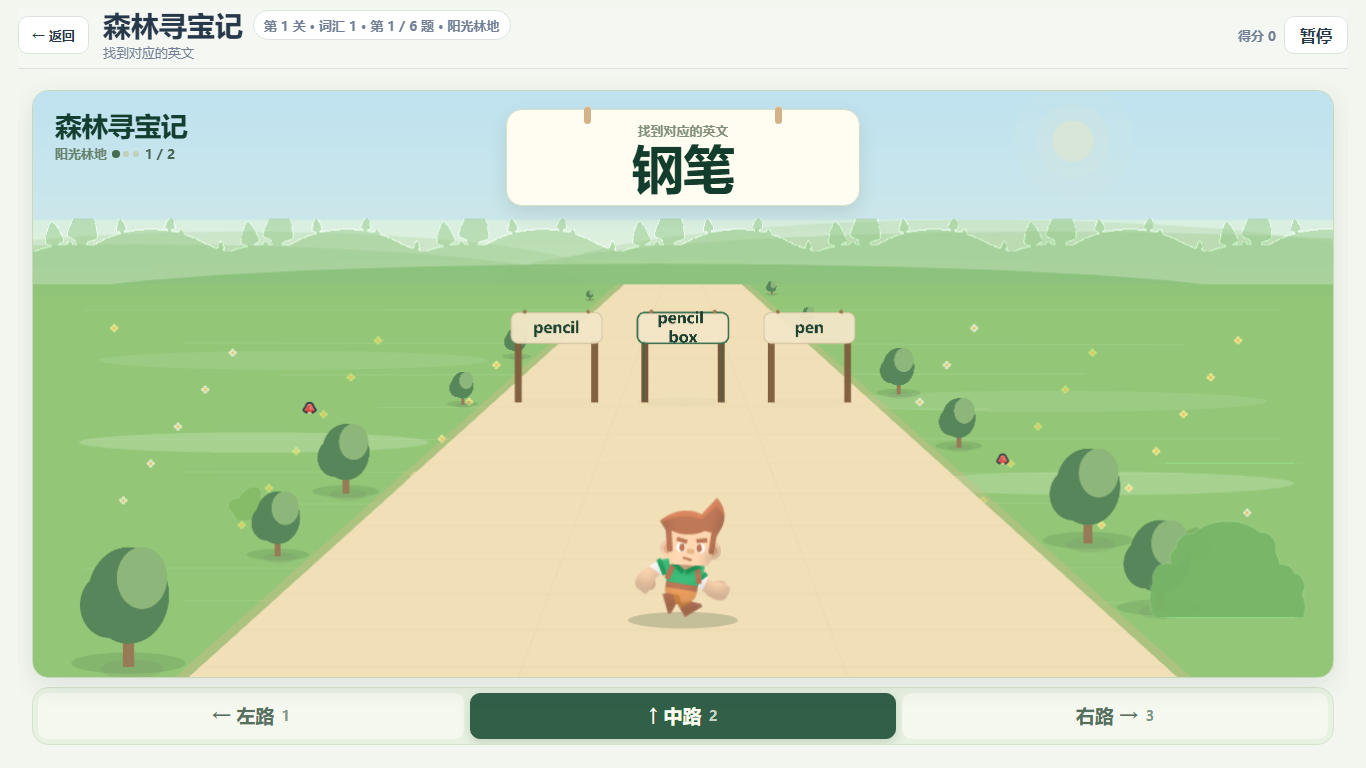 ← 返回
森林寻宝记
第 1 关 • 词汇 1 • 第 1 / 6 题 • 阳光林地
找到对应的英文
得分 0
暂停
森林寻宝记
阳光林地 1 / 2
找到对应的英文
钢笔
pencil
pencil
box
pen
← 左路 1
↑ 中路 2
右路 → 3